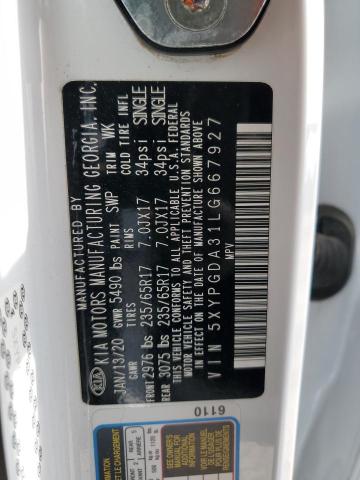 MANUFACTURED BY
KIA MOTORS MANUFACTURING GEORGIA, INC.
KIA
JAN/13/20 PAINT SWP TRIM WK
GVWR 5490 lbs
GAWR TIRES RIMS COLD TIRE INFL
FRONT 2976 lbs 235/65R17 7.0JX17 34psi SINGLE
REAR 3075 lbs 235/65R17 7.0JX17 34psi SINGLE
THIS VEHICLE CONFORMS TO ALL APPLICABLE U.S.A. FEDERAL
MOTOR VEHICLE SAFETY AND THEFT PREVENTION STANDARDS
IN EFFECT ON THE DATE OF MANUFACTURE SHOWN ABOVE
VIN 5XYPGDA31LG667927
MPV
6110